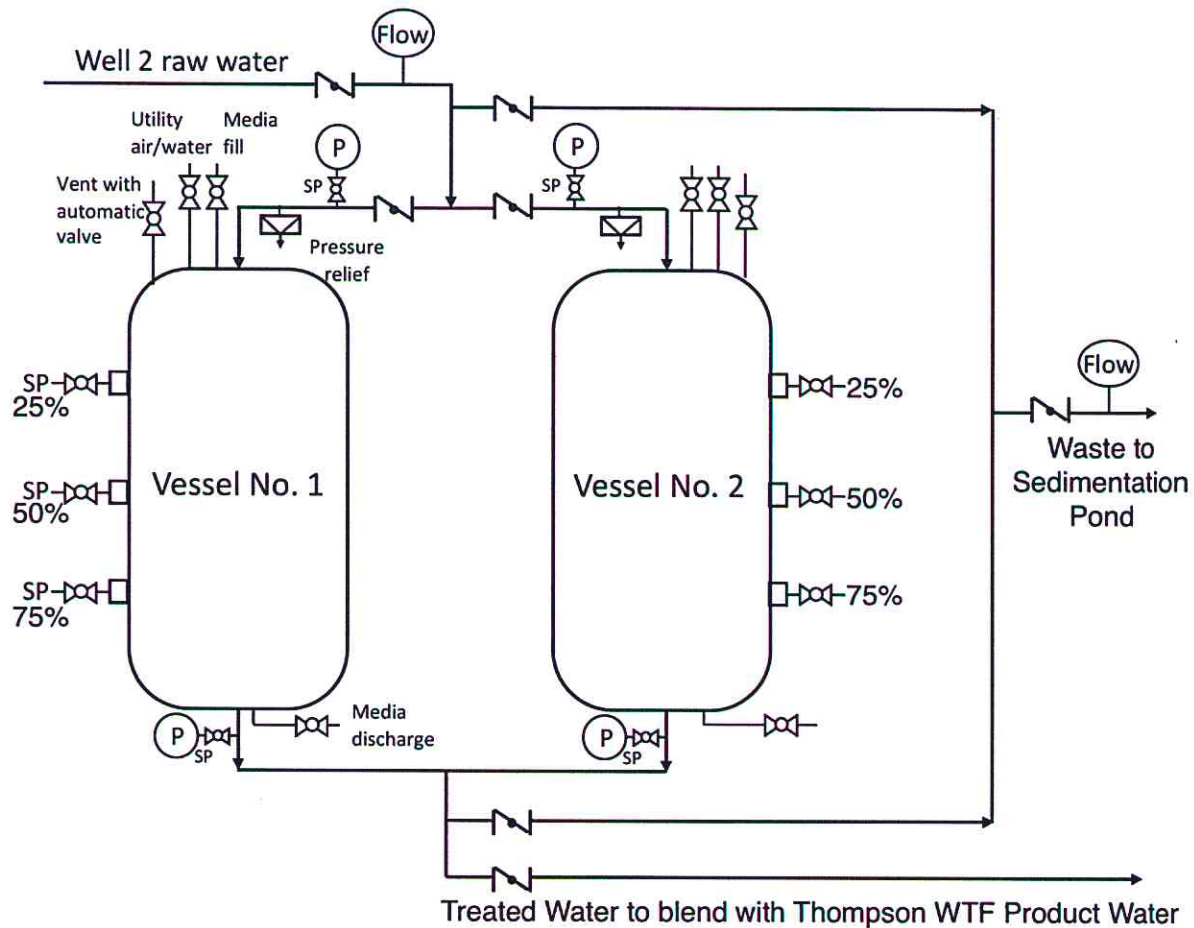 Flow
Well 2 raw water
Utility
air/water
Media
fill
P
P
SP
SP
Vent with
automatic
valve
Pressure
relief
Flow
SP
25%
25%
Waste to
Sedimentation
Pond
Vessel No. 1
Vessel No. 2
SP
50%
50%
SP
75%
75%
P
SP
Media
discharge
P
SP
Treated Water to blend with Thompson WTF Product Water